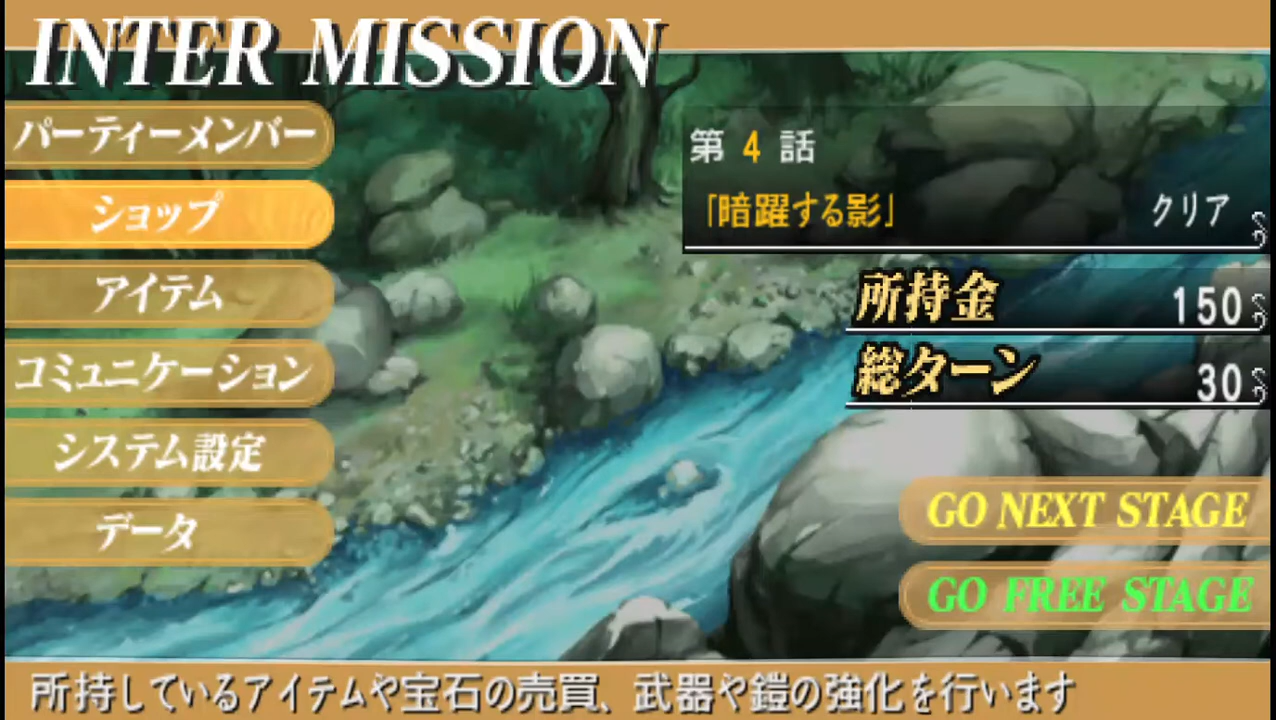 INTER MISSION
パーティーメンバー
ショップ
アイテム
コミュニケーション
システム設定
データ
第 4 話
「暗躍する影」 クリア
所持金 150
総ターン 30
GO NEXT STAGE
GO FREE STAGE
所持しているアイテムや宝石の売買、武器や鎧の強化を行います